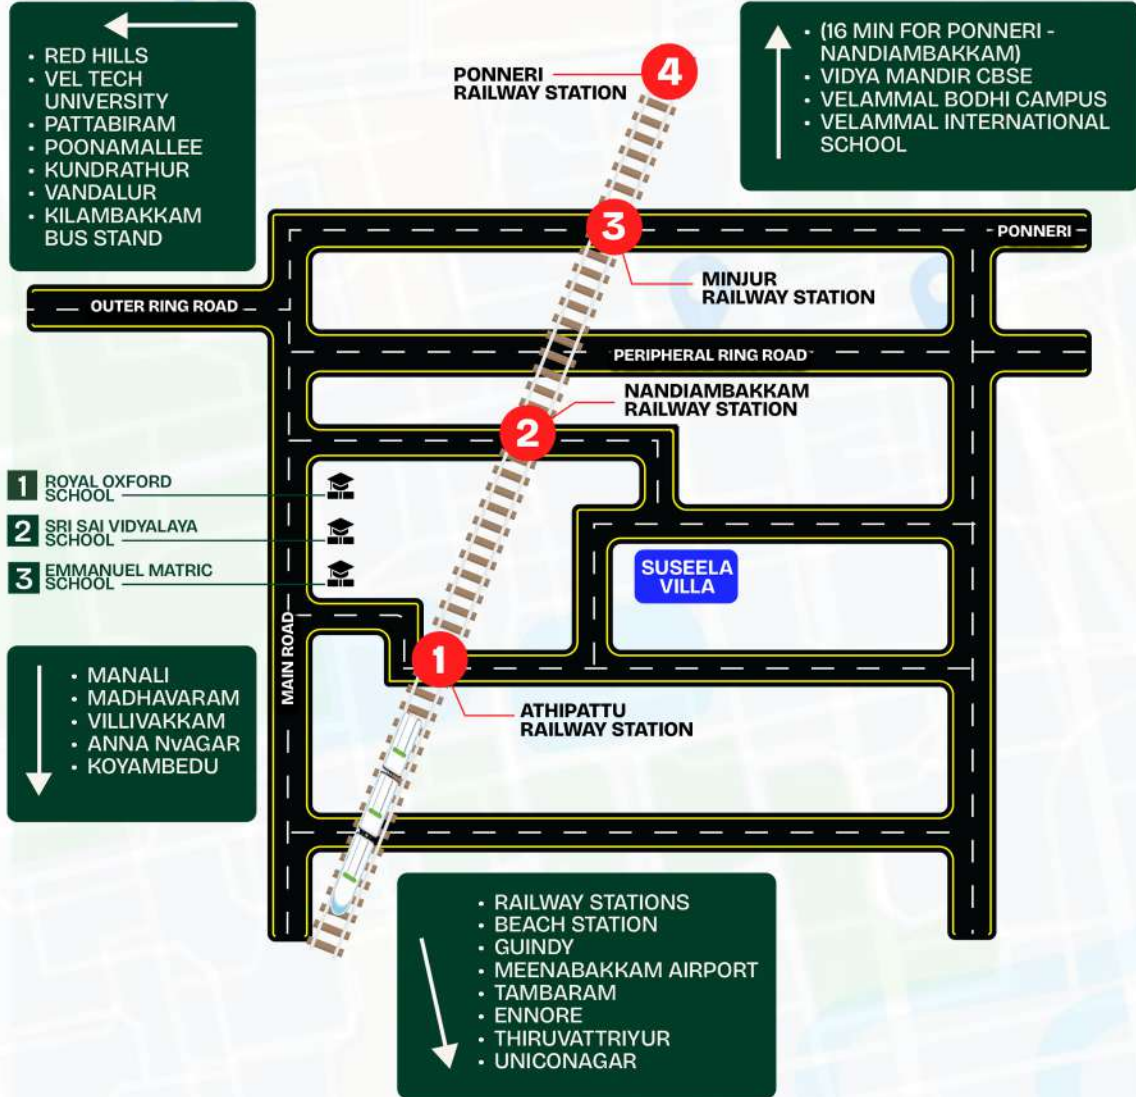 • RED HILLS
• VEL TECH
UNIVERSITY
• PATTABIRAM
• POONAMALLEE
• KUNDRATHUR
• VANDALUR
• KILAMBAKKAM
BUS STAND
PONNERI
RAILWAY STATION
4
• (16 MIN FOR PONNERI -
NANDIAMBAKKAM)
• VIDYA MANDIR CBSE
• VELAMMAL BODHI CAMPUS
• VELAMMAL INTERNATIONAL
SCHOOL
3
PONNERI
MINJUR
RAILWAY STATION
OUTER RING ROAD
PERIPHERAL RING ROAD
NANDIAMBAKKAM
RAILWAY STATION
2
1 ROYAL OXFORD
SCHOOL
2 SRI SAI VIDYALAYA
SCHOOL
3 EMMANUEL MATRIC
SCHOOL
SUSEELA
VILLA
MAIN ROAD
1
ATHIPATTU
RAILWAY STATION
• MANALI
• MADHAVARAM
• VILLIVAKKAM
• ANNA NvAGAR
• KOYAMBEDU
• RAILWAY STATIONS
• BEACH STATION
• GUINDY
• MEENABAKKAM AIRPORT
• TAMBARAM
• ENNORE
• THIRUVATTRIYUR
• UNICONAGAR